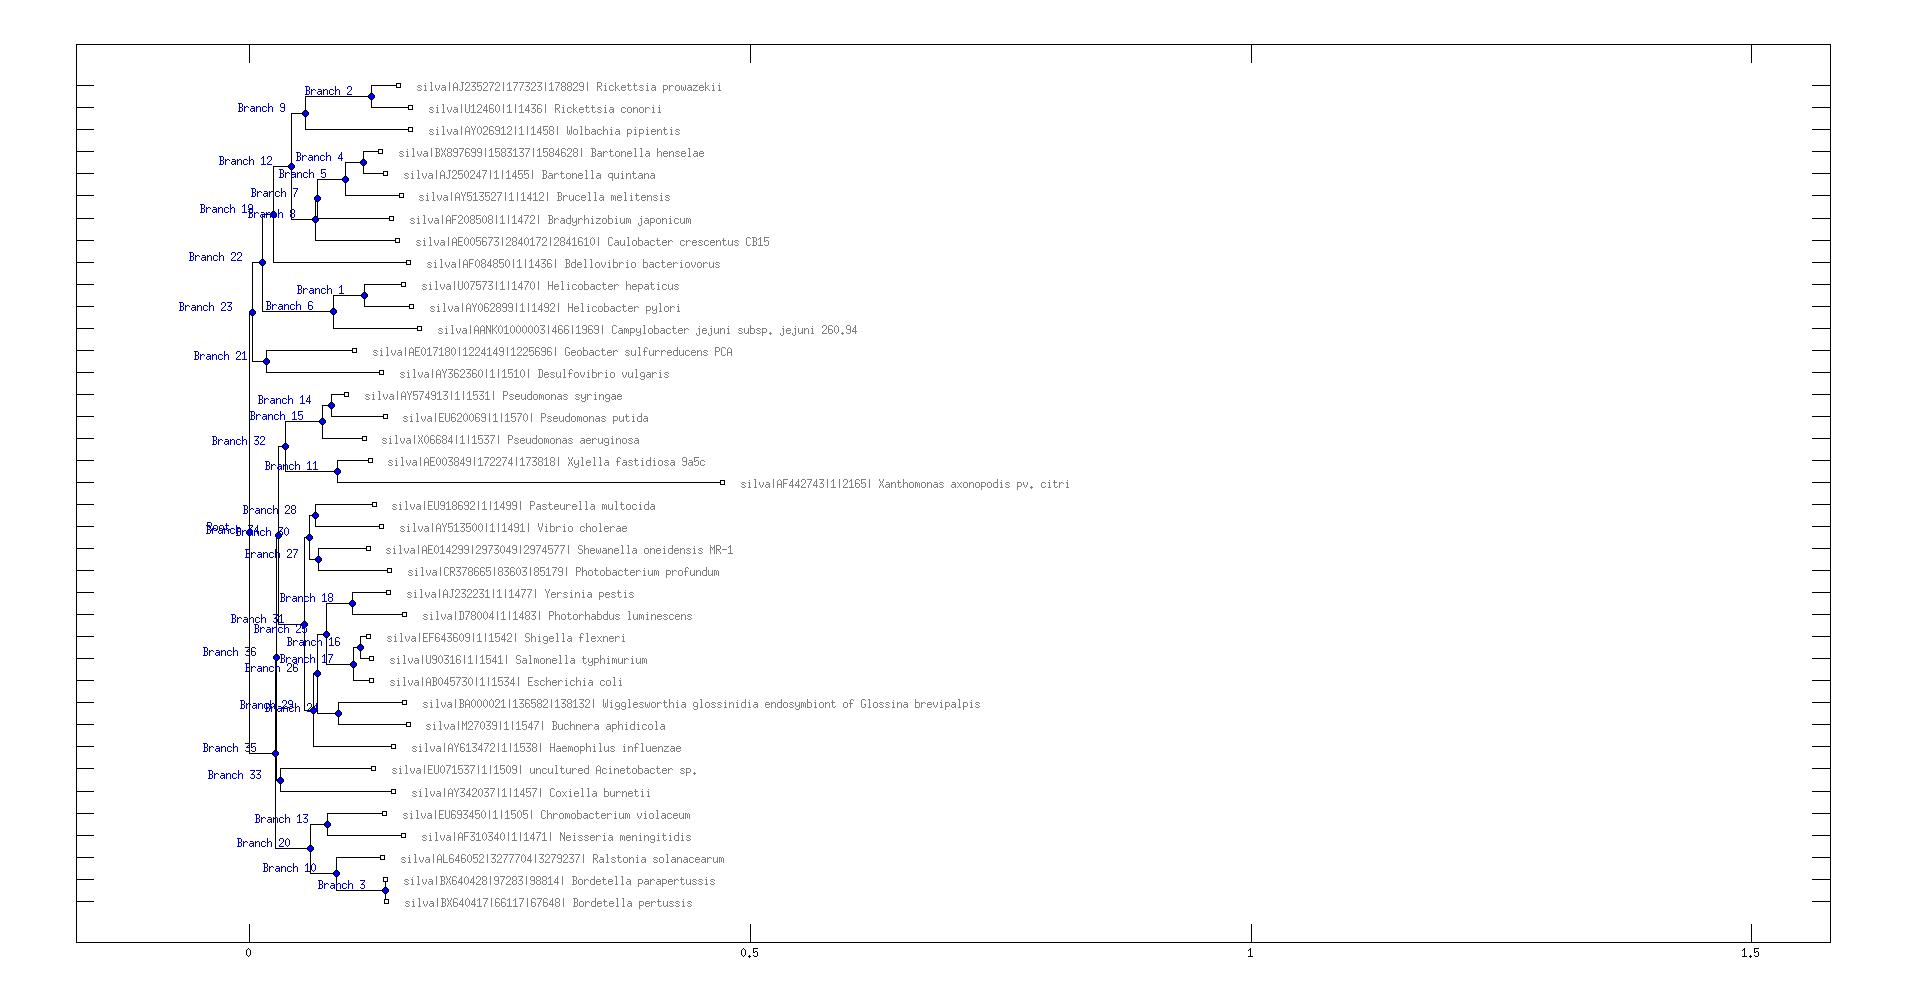 silva|AJ235272|177323|178829| Rickettsia prowazekii
Branch 2
Branch 9
silva|U12460|1|1436| Rickettsia conorii
silva|AY026912|1|1458| Wolbachia pipientis
silva|BX897699|1583137|1584628| Bartonella henselae
Branch 4
Branch 12
silva|AJ250247|1|1455| Bartonella quintana
Branch 5
Branch 7
silva|AY513527|1|1412| Brucella melitensis
Branch 19
Branch 8
silva|AF208508|1|1472| Bradyrhizobium japonicum
silva|AE005673|2840172|2841610| Caulobacter crescentus CB15
Branch 22
silva|AF084850|1|1436| Bdellovibrio bacteriovorus
silva|U07573|1|1470| Helicobacter hepaticus
Branch 1
Branch 23
Branch 6
silva|AY062899|1|1492| Helicobacter pylori
silva|AANK01000003|466|1969| Campylobacter jejuni subsp. jejuni 260.94
silva|AE017180|1224149|1225696| Geobacter sulfurreducens PCA
Branch 21
silva|AY362360|1|1510| Desulfovibrio vulgaris
silva|AY574913|1|1531| Pseudomonas syringae
Branch 14
Branch 15
silva|EU620069|1|1570| Pseudomonas putida
Branch 32
silva|X06684|1|1537| Pseudomonas aeruginosa
silva|AE003849|172274|173818| Xylella fastidiosa 9a5c
Branch 11
silva|AF442743|1|2165| Xanthomonas axonopodis pv. citri
silva|EU918692|1|1499| Pasteurella multocida
Branch 28
Root
silva|AY513500|1|1491| Vibrio cholerae
Branch 34
Branch 30
silva|AE014299|2973049|2974577| Shewanella oneidensis MR-1
Branch 27
silva|CR378665|83603|85179| Photobacterium profundum
silva|AJ232231|1|1477| Yersinia pestis
Branch 18
silva|D78004|1|1483| Photorhabdus luminescens
Branch 31
Branch 25
silva|EF643609|1|1542| Shigella flexneri
Branch 16
Branch 36
Branch 17
silva|U90316|1|1541| Salmonella typhimurium
Branch 26
silva|AB045730|1|1534| Escherichia coli
silva|BA000021|136582|138132| Wigglesworthia glossinidia endosymbiont of Glossina brevipalpis
Branch 29
Branch 24
silva|M27039|1|1547| Buchnera aphidicola
silva|AY613472|1|1538| Haemophilus influenzae
Branch 35
silva|EU071537|1|1509| uncultured Acinetobacter sp.
Branch 33
silva|AY342037|1|1457| Coxiella burnetii
silva|EU693450|1|1505| Chromobacterium violaceum
Branch 13
silva|AF310340|1|1471| Neisseria meningitidis
Branch 20
silva|AL646052|3277704|3279237| Ralstonia solanacearum
Branch 10
silva|BX640428|97283|98814| Bordetella parapertussis
Branch 3
silva|BX640417|66117|67648| Bordetella pertussis
0 0.5 1 1.5